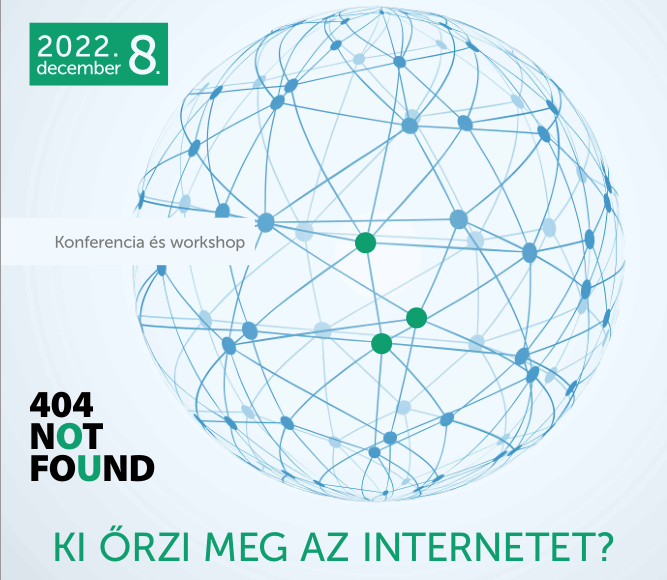 2022.
december 8.
Konferencia és workshop
404
NOT
FOUND
KI ŐRZI MEG AZ INTERNETET?